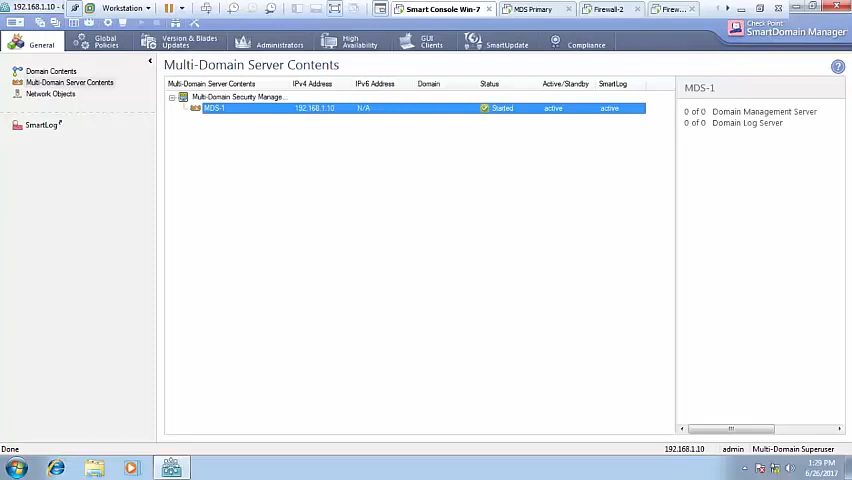 192.168.1.10
Workstation
Smart Console Win-7
MDS Primary
Firewall-2
Firew...
General
Global Policies
Version & Blades Updates
Administrators
High Availability
GUI Clients
SmartUpdate
Compliance
Check Point
SmartDomain Manager
Domain Contents
Multi-Domain Server Contents
Network Objects
SmartLog
Multi-Domain Server Contents
Multi-Domain Server Contents IPv4 Address IPv6 Address Domain Status Active/Standby SmartLog
Multi-Domain Security Manage...
MDS-1 192.168.1.10 N/A Started active active
MDS-1
0 of 0 Domain Management Server
0 of 0 Domain Log Server
Done 192.168.1.10 admin Multi-Domain Superuser
1:29 PM
6/26/2017